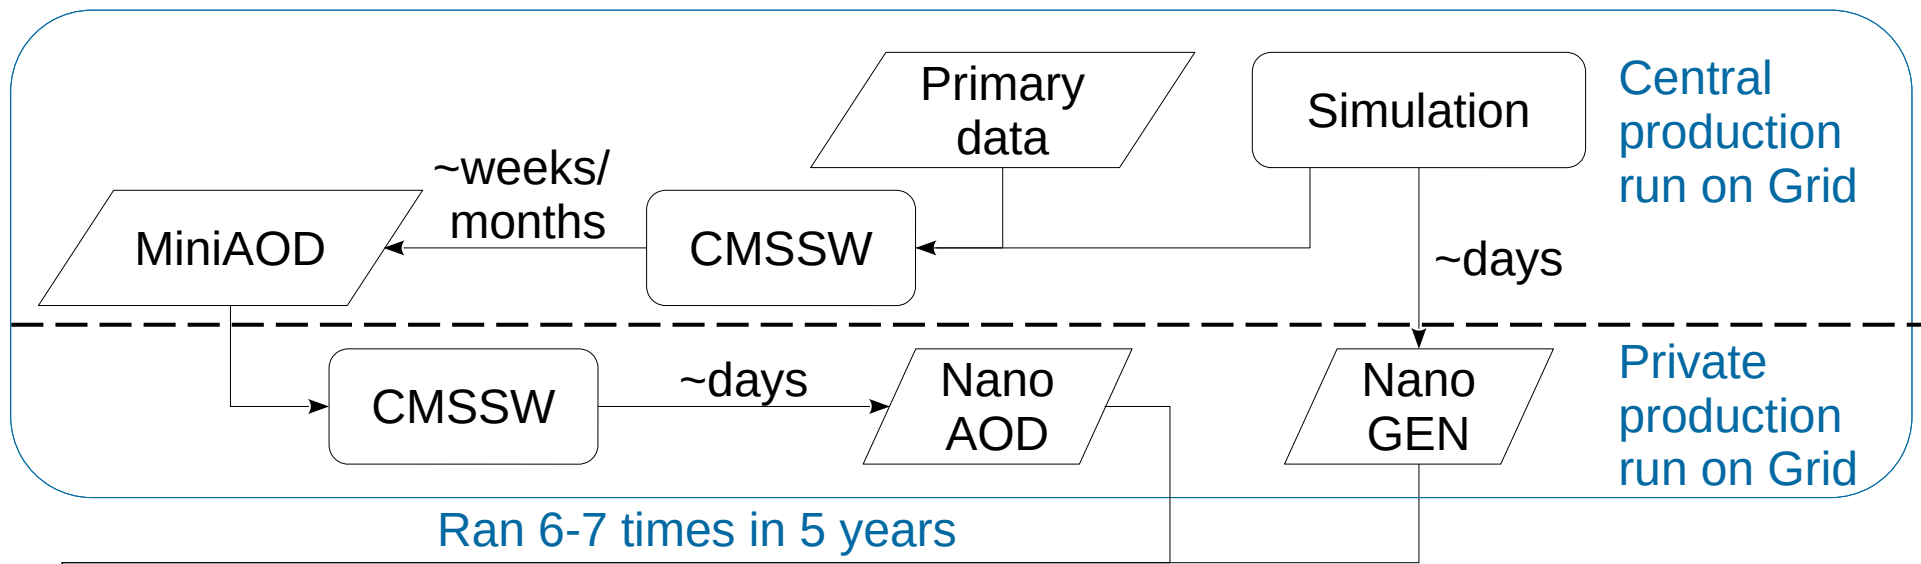 Primary
data
Simulation
Central
production
run on Grid
~weeks/
months
MiniAOD
CMSSW
~days
CMSSW
~days
Nano
AOD
Nano
GEN
Private
production
run on Grid
Ran 6-7 times in 5 years